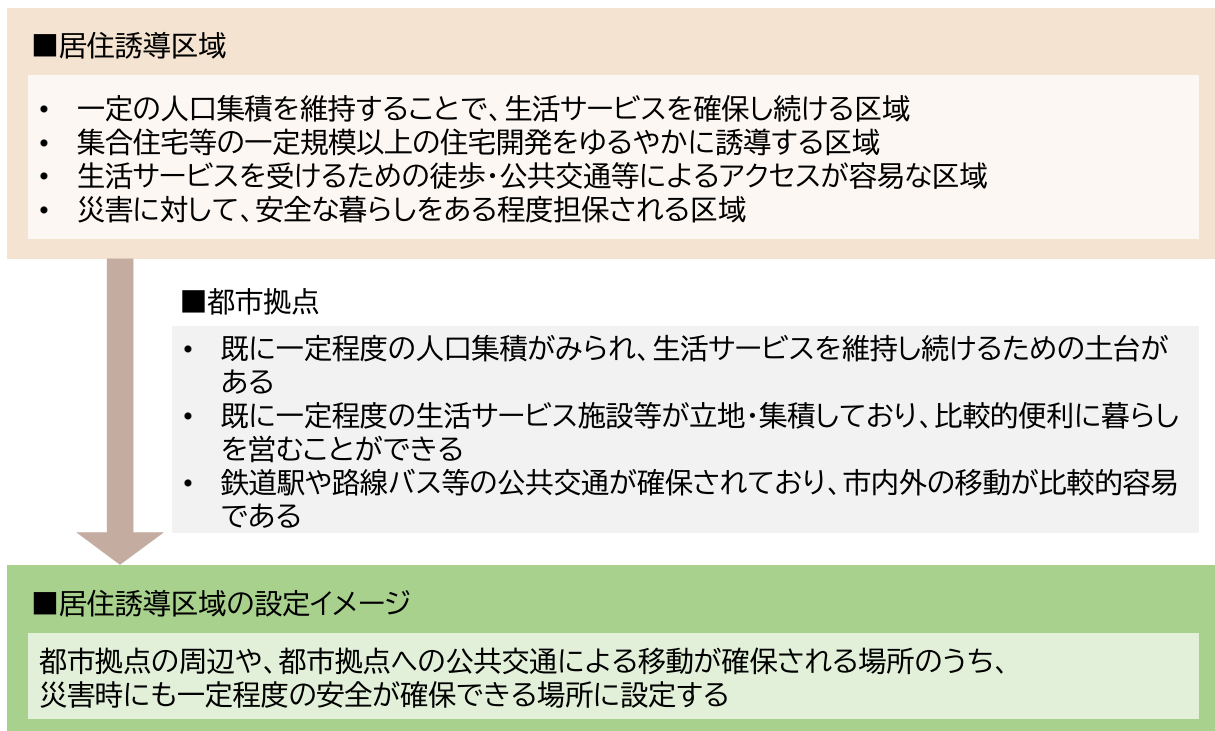 ■居住誘導区域
• 一定の人口集積を維持することで、生活サービスを確保し続ける区域
• 集合住宅等の一定規模以上の住宅開発をゆるやかに誘導する区域
• 生活サービスを受けるための徒歩・公共交通等によるアクセスが容易な区域
• 災害に対して、安全な暮らしをある程度担保される区域
■都市拠点
• 既に一定程度の人口集積がみられ、生活サービスを維持し続けるための土台が
ある
• 既に一定程度の生活サービス施設等が立地・集積しており、比較的便利に暮らし
を営むことができる
• 鉄道駅や路線バス等の公共交通が確保されており、市内外の移動が比較的容易
である
■居住誘導区域の設定イメージ
都市拠点の周辺や、都市拠点への公共交通による移動が確保される場所のうち、
災害時にも一定程度の安全が確保できる場所に設定する